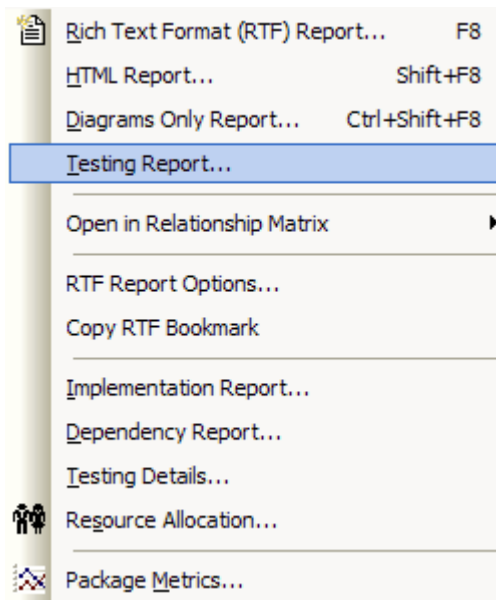 Rich Text Format (RTF) Report... F8
HTML Report... Shift+F8
Diagrams Only Report... Ctrl+Shift+F8
Testing Report...
Open in Relationship Matrix
RTF Report Options...
Copy RTF Bookmark
Implementation Report...
Dependency Report...
Testing Details...
Resource Allocation...
Package Metrics...